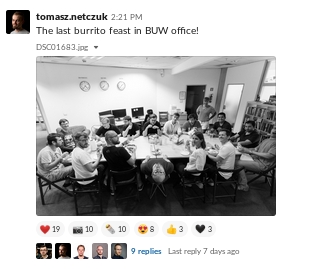 tomasz.netczuk 2:21 PM
The last burrito feast in BUW office!
DSC01683.jpg
19 10 10 8 3 3
9 replies Last reply 7 days ago